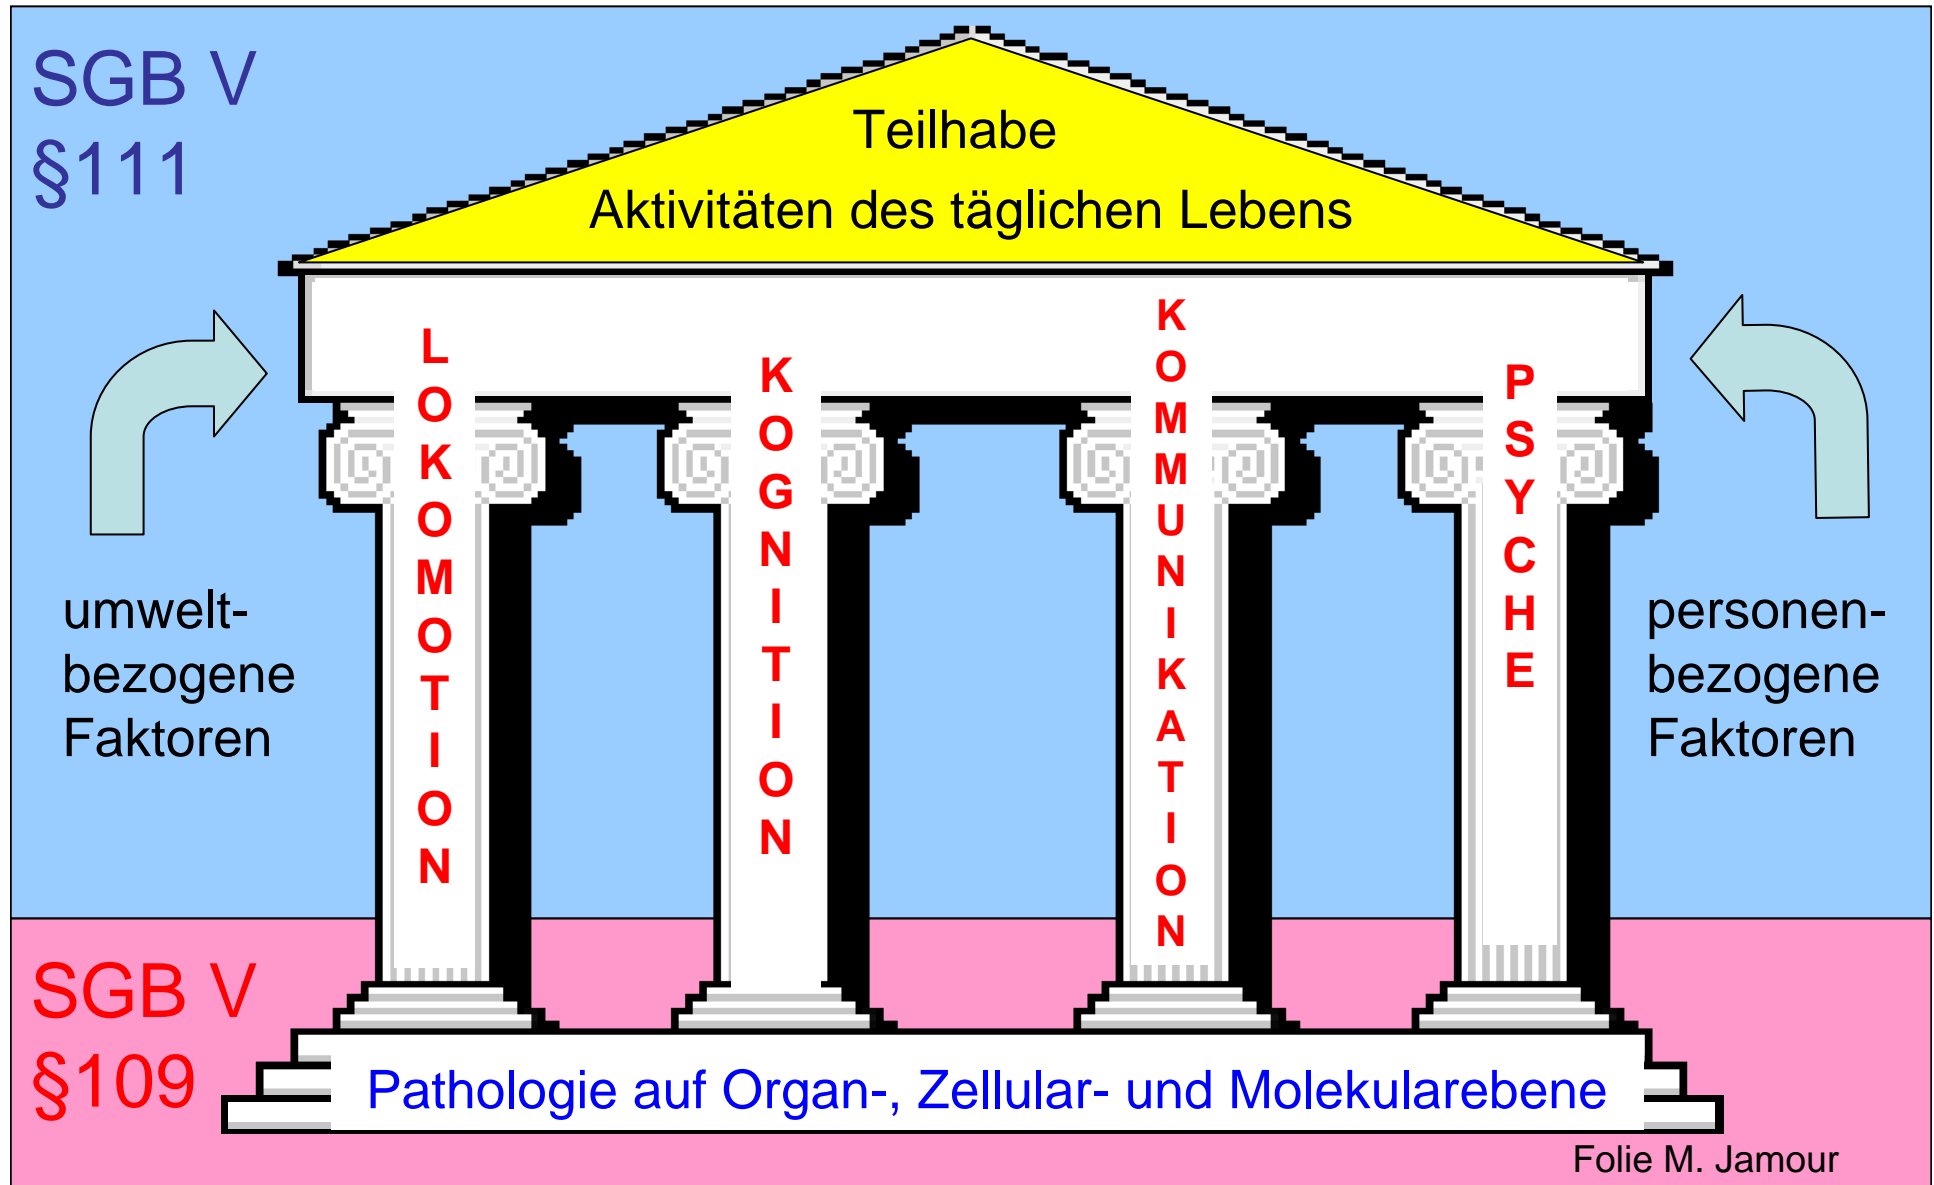 SGB V
§111
Teilhabe
Aktivitäten des täglichen Lebens
LOKOMOTION
KOGNITION
KOMMUNIKATION
PSYCHE
umwelt-
bezogene
Faktoren
personen-
bezogene
Faktoren
SGB V
§109
Pathologie auf Organ-, Zellular- und Molekularebene
Folie M. Jamour